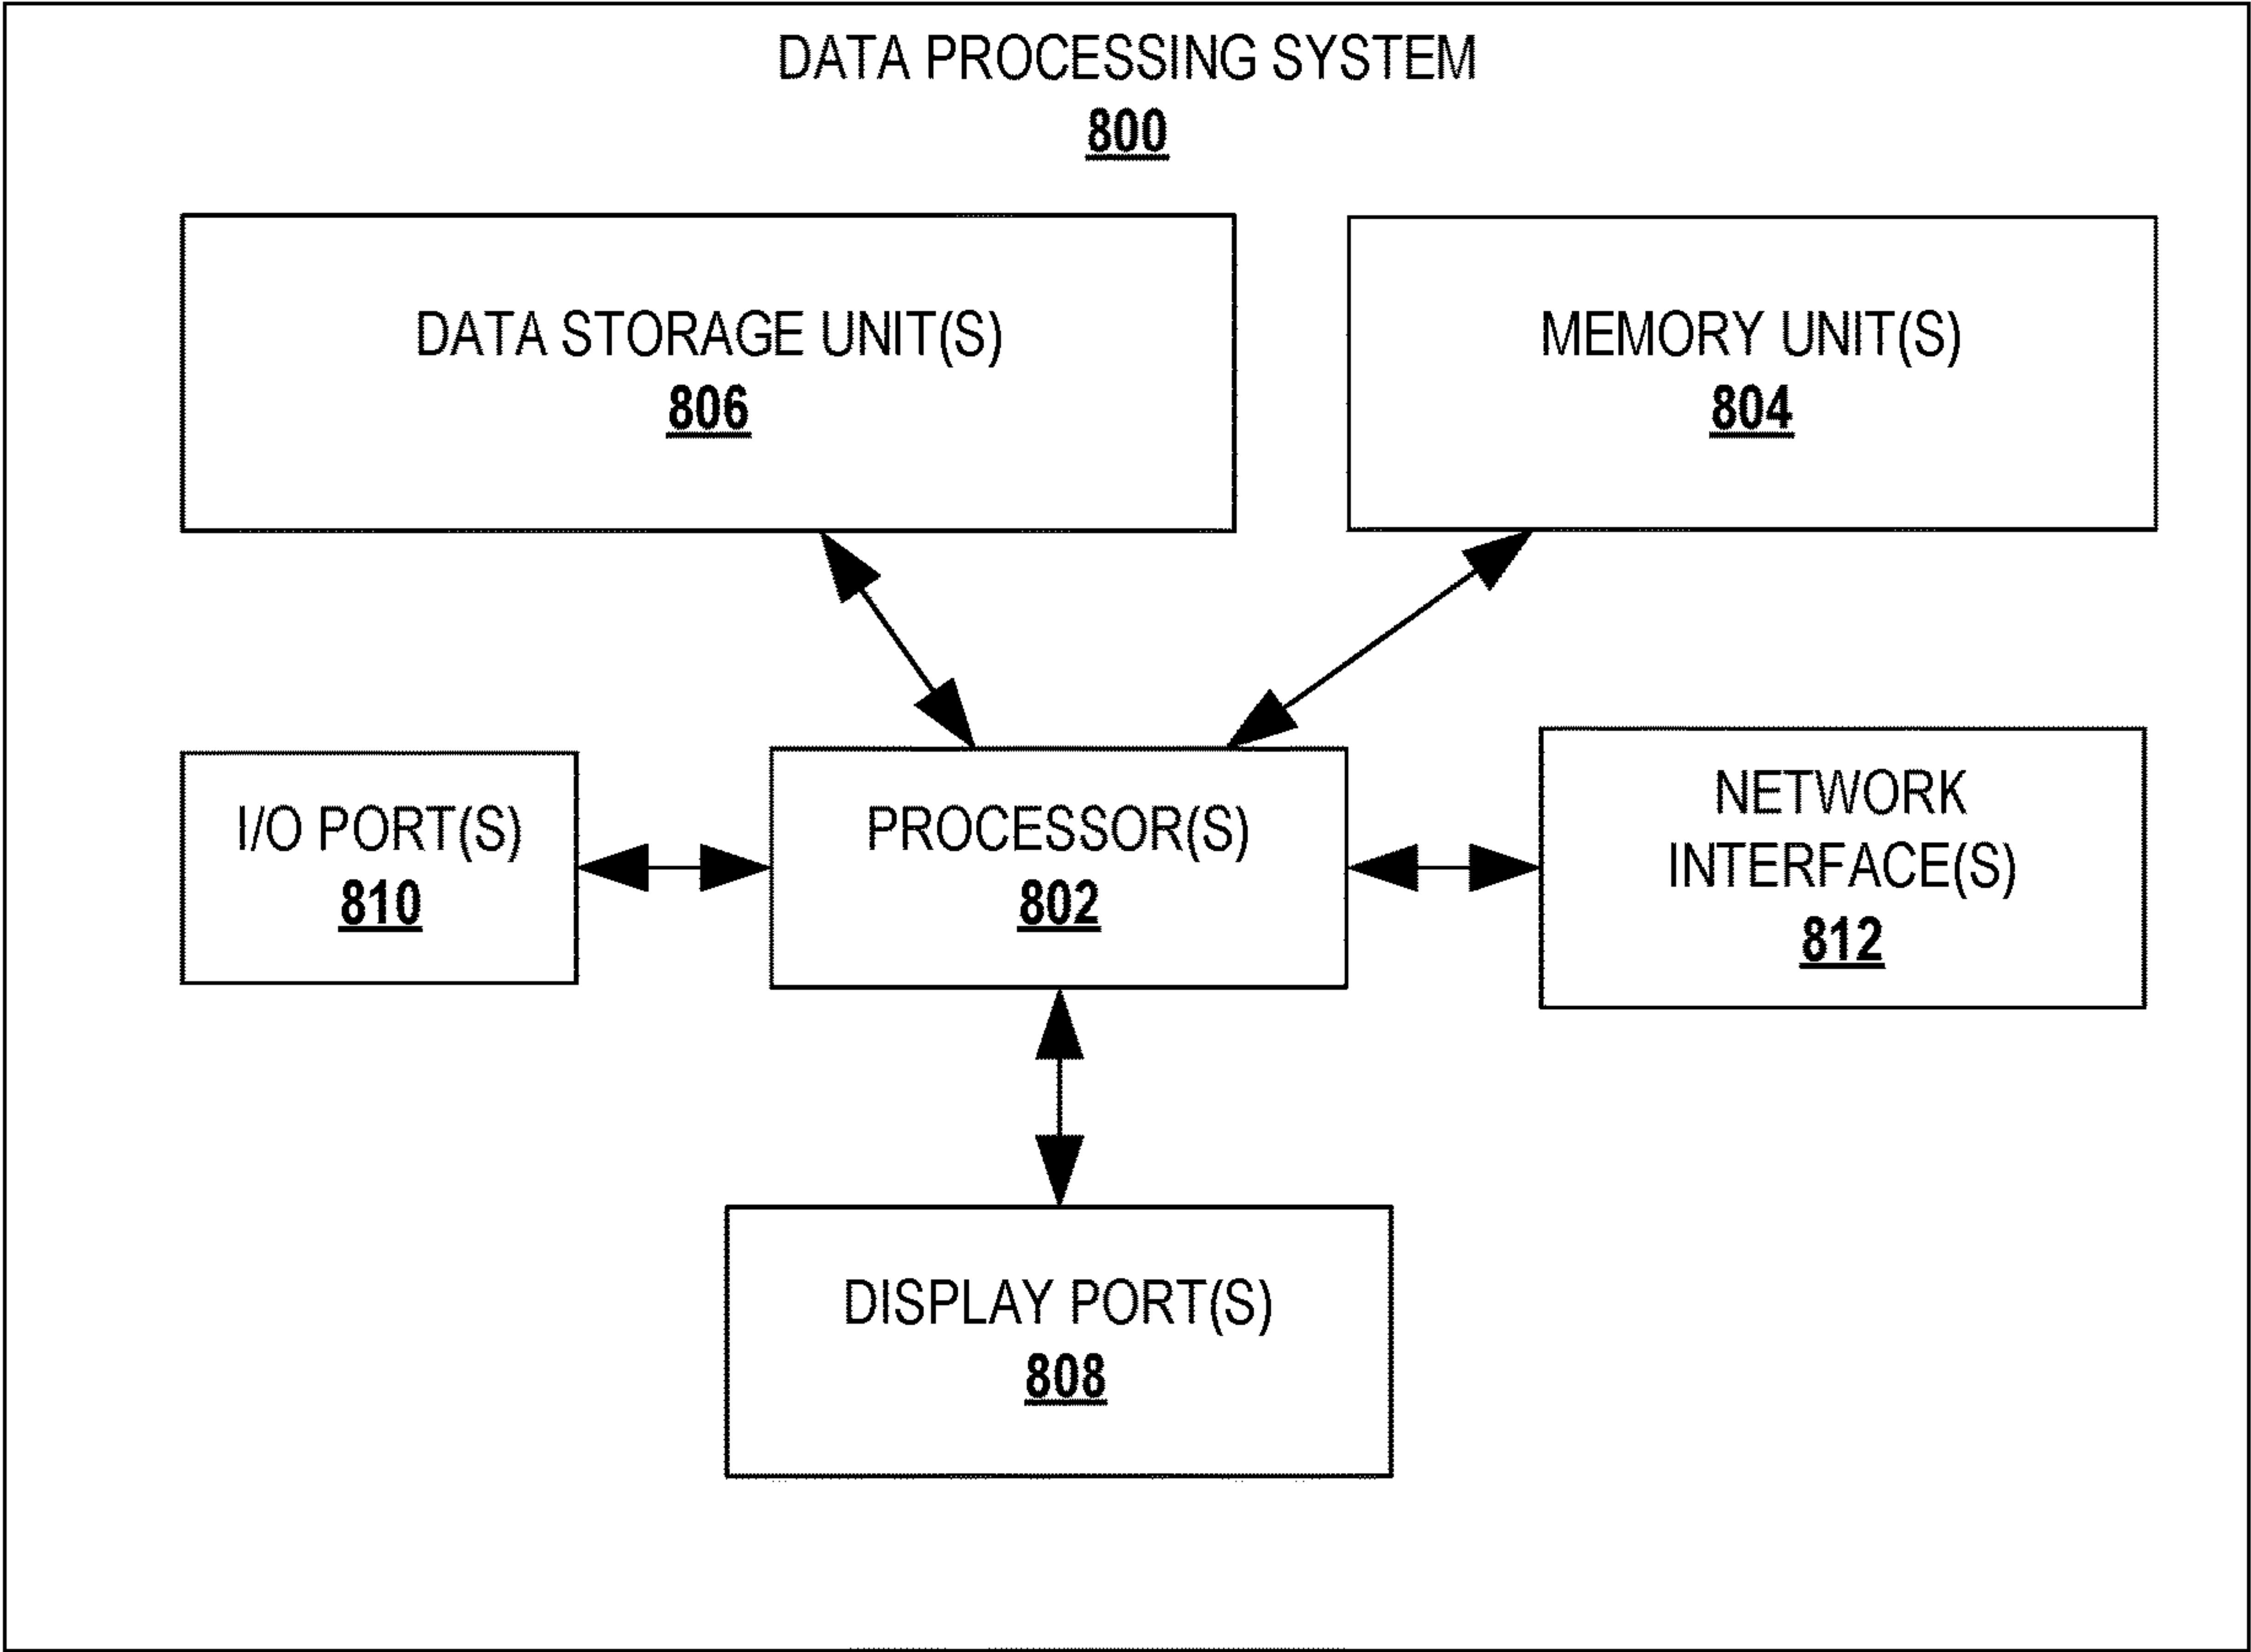 DATA PROCESSING SYSTEM
800
DATA STORAGE UNIT(S)
806
MEMORY UNIT(S)
804
I/O PORT(S)
810
PROCESSOR(S)
802
NETWORK
INTERFACE(S)
812
DISPLAY PORT(S)
808